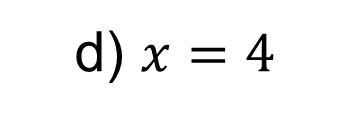 d) x = 4